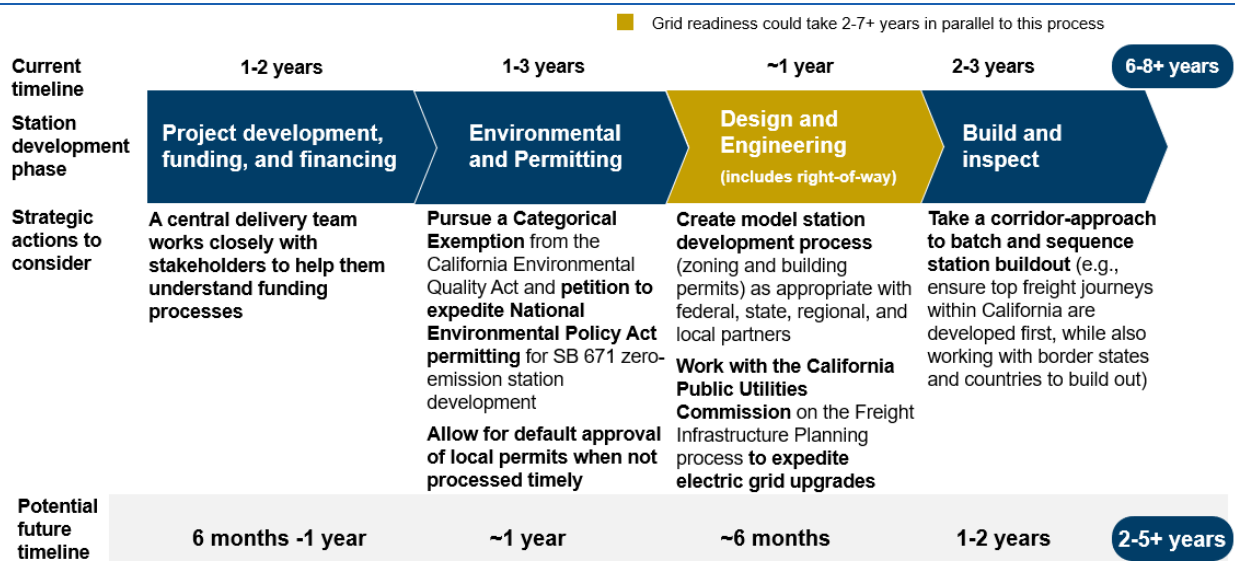 Grid readiness could take 2-7+ years in parallel to this process
Current
timeline
1-2 years
1-3 years
~1 year
2-3 years
6-8+ years
Station
development
phase
Project development,
funding, and financing
Environmental
and Permitting
Design and
Engineering
(includes right-of-way)
Build and
inspect
Strategic
actions to
consider
A central delivery team
works closely with
stakeholders to help them
understand funding
processes
Pursue a Categorical
Exemption from the
California Environmental
Quality Act and petition to
expedite National
Environmental Policy Act
permitting for SB 671 zero-
emission station
development
Allow for default approval
of local permits when not
processed timely
Create model station
development process
(zoning and building
permits) as appropriate with
federal, state, regional, and
local partners
Work with the California
Public Utilities
Commission on the Freight
Infrastructure Planning
process to expedite
electric grid upgrades
Take a corridor-approach
to batch and sequence
station buildout (e.g.,
ensure top freight journeys
within California are
developed first, while also
working with border states
and countries to build out)
Potential
future
timeline
6 months -1 year
~1 year
~6 months
1-2 years
2-5+ years